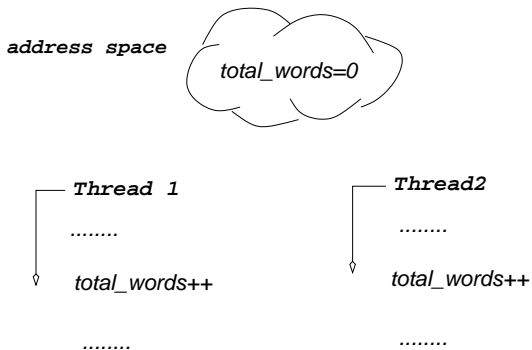 address space
total_words=0
Thread 1
........
total_words++
........
Thread2
........
total_words++
........